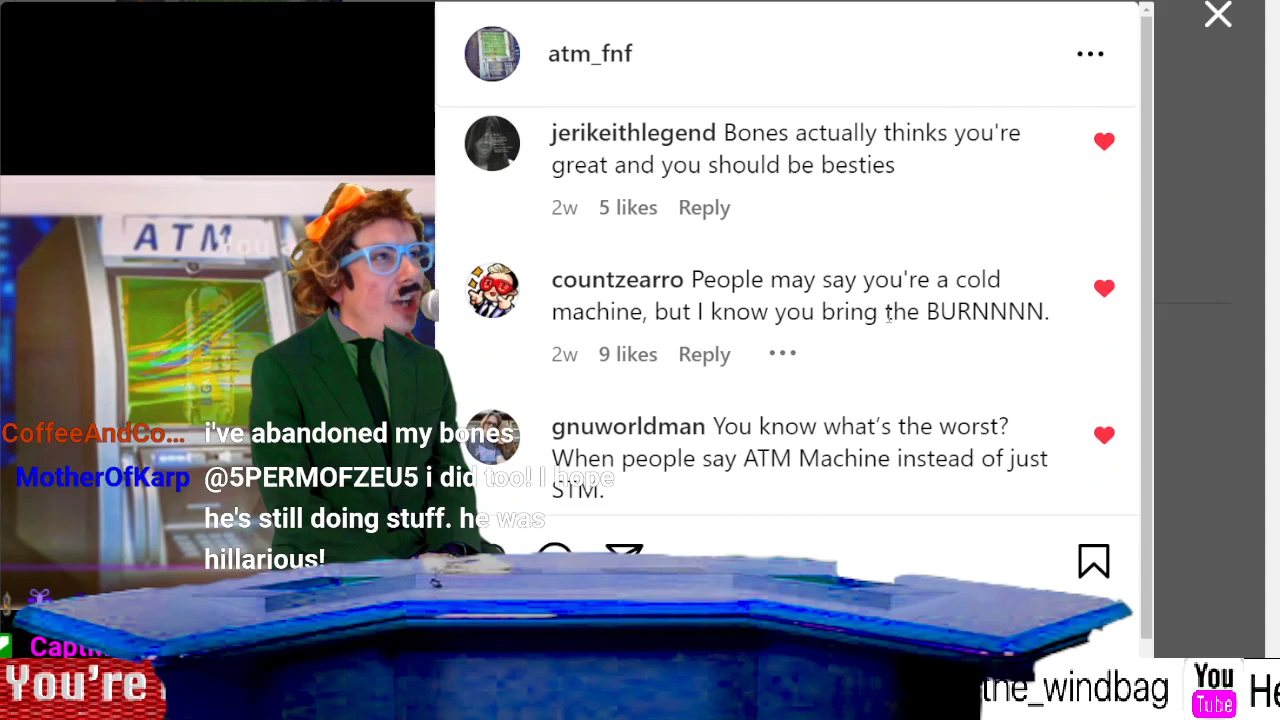 atm_fnf
jerikeithlegend Bones actually thinks you're
great and you should be besties
2w 5 likes Reply
ATM
countzearro People may say you're a cold
machine, but I know you bring the BURNNNN.
2w 9 likes Reply
gnuworldman You know what's the worst?
When people say ATM Machine instead of just
STM.
CoffeeAndCo... i've abandoned my bones
MotherOfKarp @5PERMOFZEU5 i did too! I hope
he's still doing stuff. he was
hillarious!
You're
the_windbag
You
Tube
He